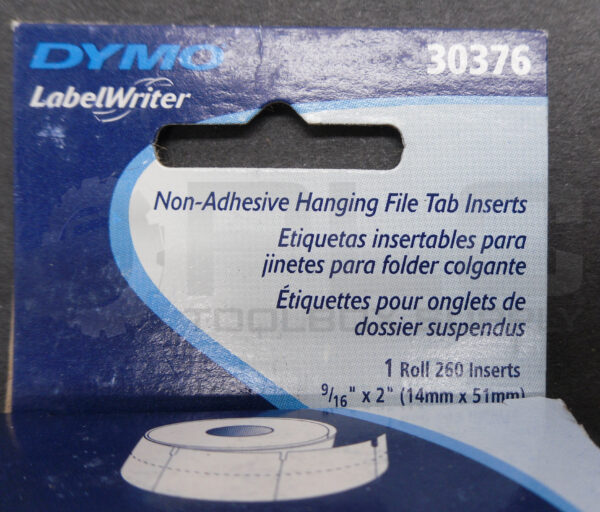 DYMO 30376
LabelWriter
Non-Adhesive Hanging File Tab Inserts
Etiquetas insertables para
jinetes para folder colgante
Étiquettes pour onglets de
dossier suspendus
1 Roll 260 Inserts
9/16" x 2" (14mm x 51mm)